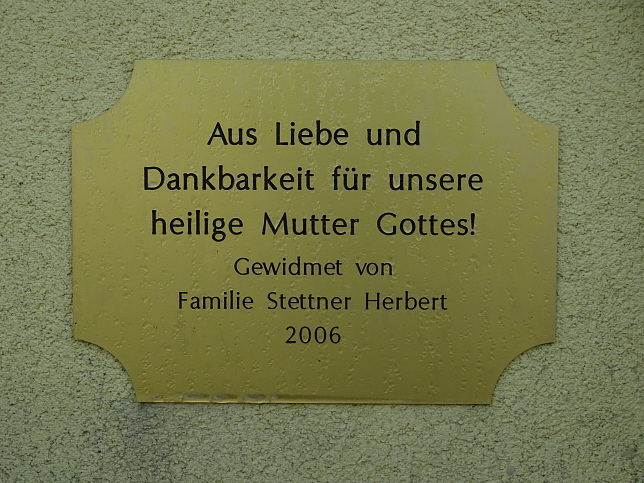 Aus Liebe und
Dankbarkeit für unsere
heilige Mutter Gottes!
Gewidmet von
Familie Stettner Herbert
2006